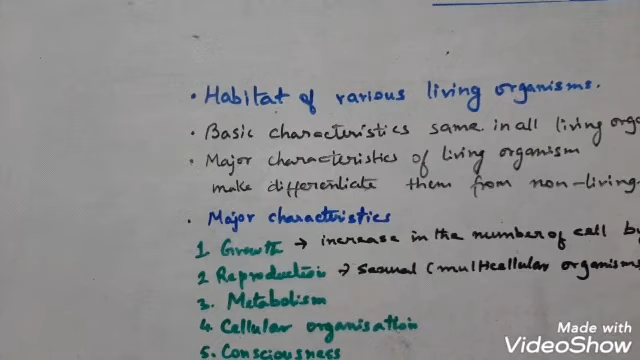 • Habitat of various living organisms.
• Basic characteristics same in all living orga
• Major characteristics of living organism
make differentiate them from non-living.
• Major characteristics
1. Growth → increase in the number of cell by
2. Reproduction → sexual (multicellular organisms
3. Metabolism
4. Cellular organisation
5. Consciousness
Made with
VideoShow